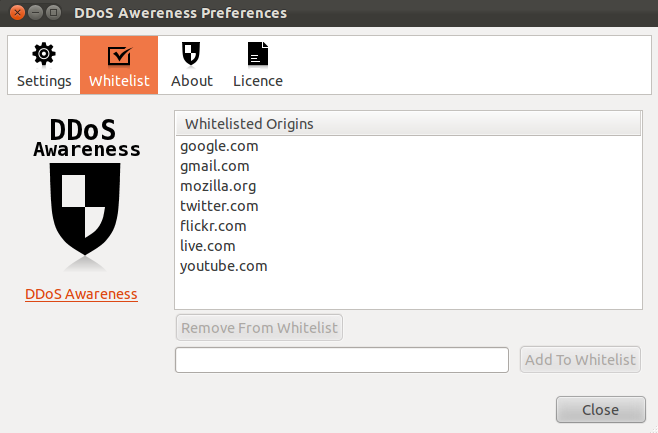 DDoS Awereness Preferences
Settings Whitelist About Licence
DDoS
Awareness
DDoS Awareness
Whitelisted Origins
google.com
gmail.com
mozilla.org
twitter.com
flickr.com
live.com
youtube.com
Remove From Whitelist
Add To Whitelist
Close